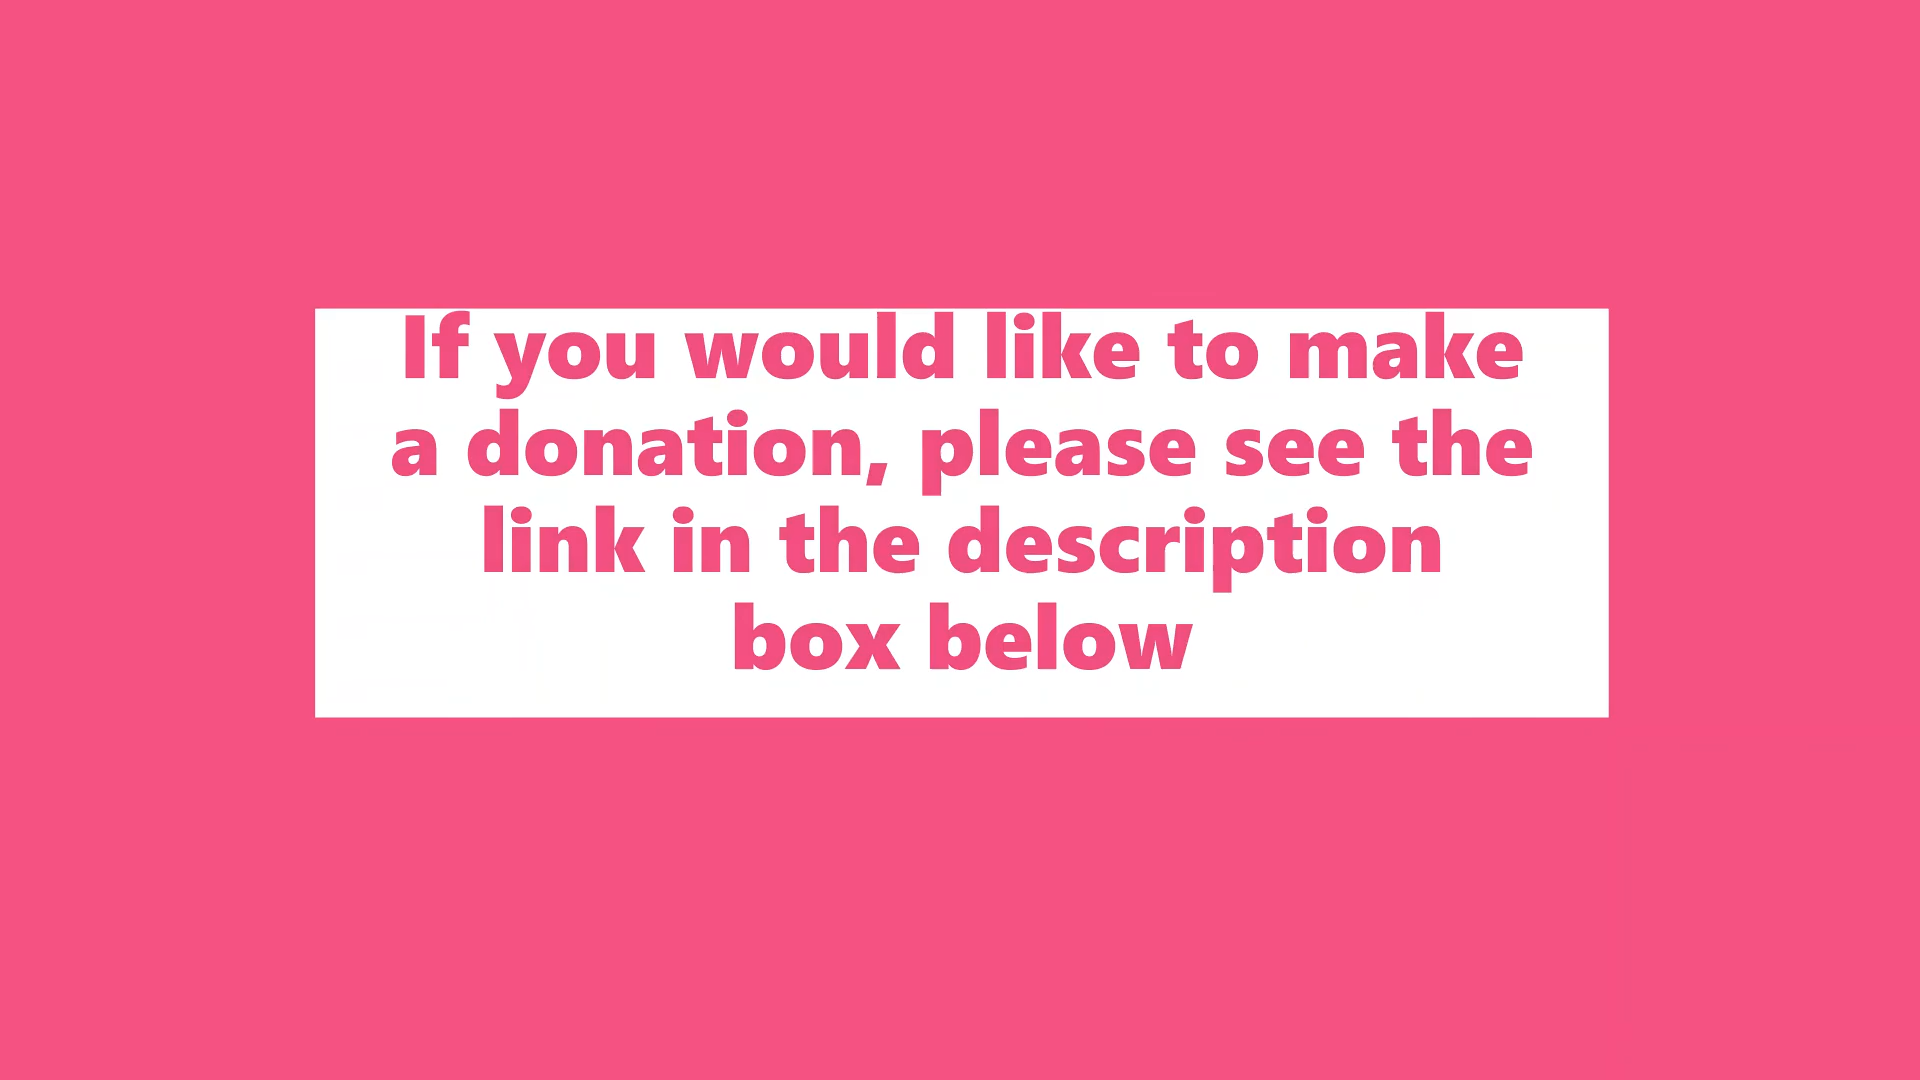 If you would like to make
a donation, please see the
link in the description
box below